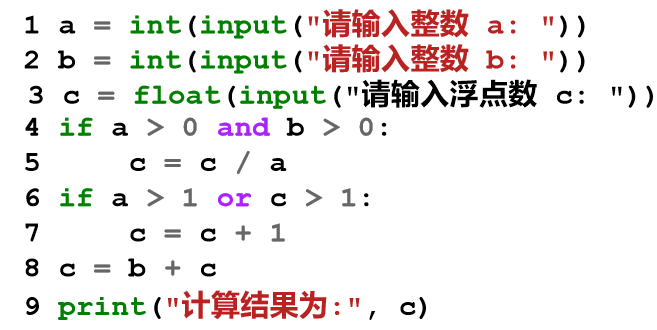 1 a = int(input("请输入整数 a: "))
2 b = int(input("请输入整数 b: "))
3 c = float(input("请输入浮点数 c: "))
4 if a > 0 and b > 0:
5     c = c / a
6 if a > 1 or c > 1:
7     c = c + 1
8 c = b + c
9 print("计算结果为:", c)